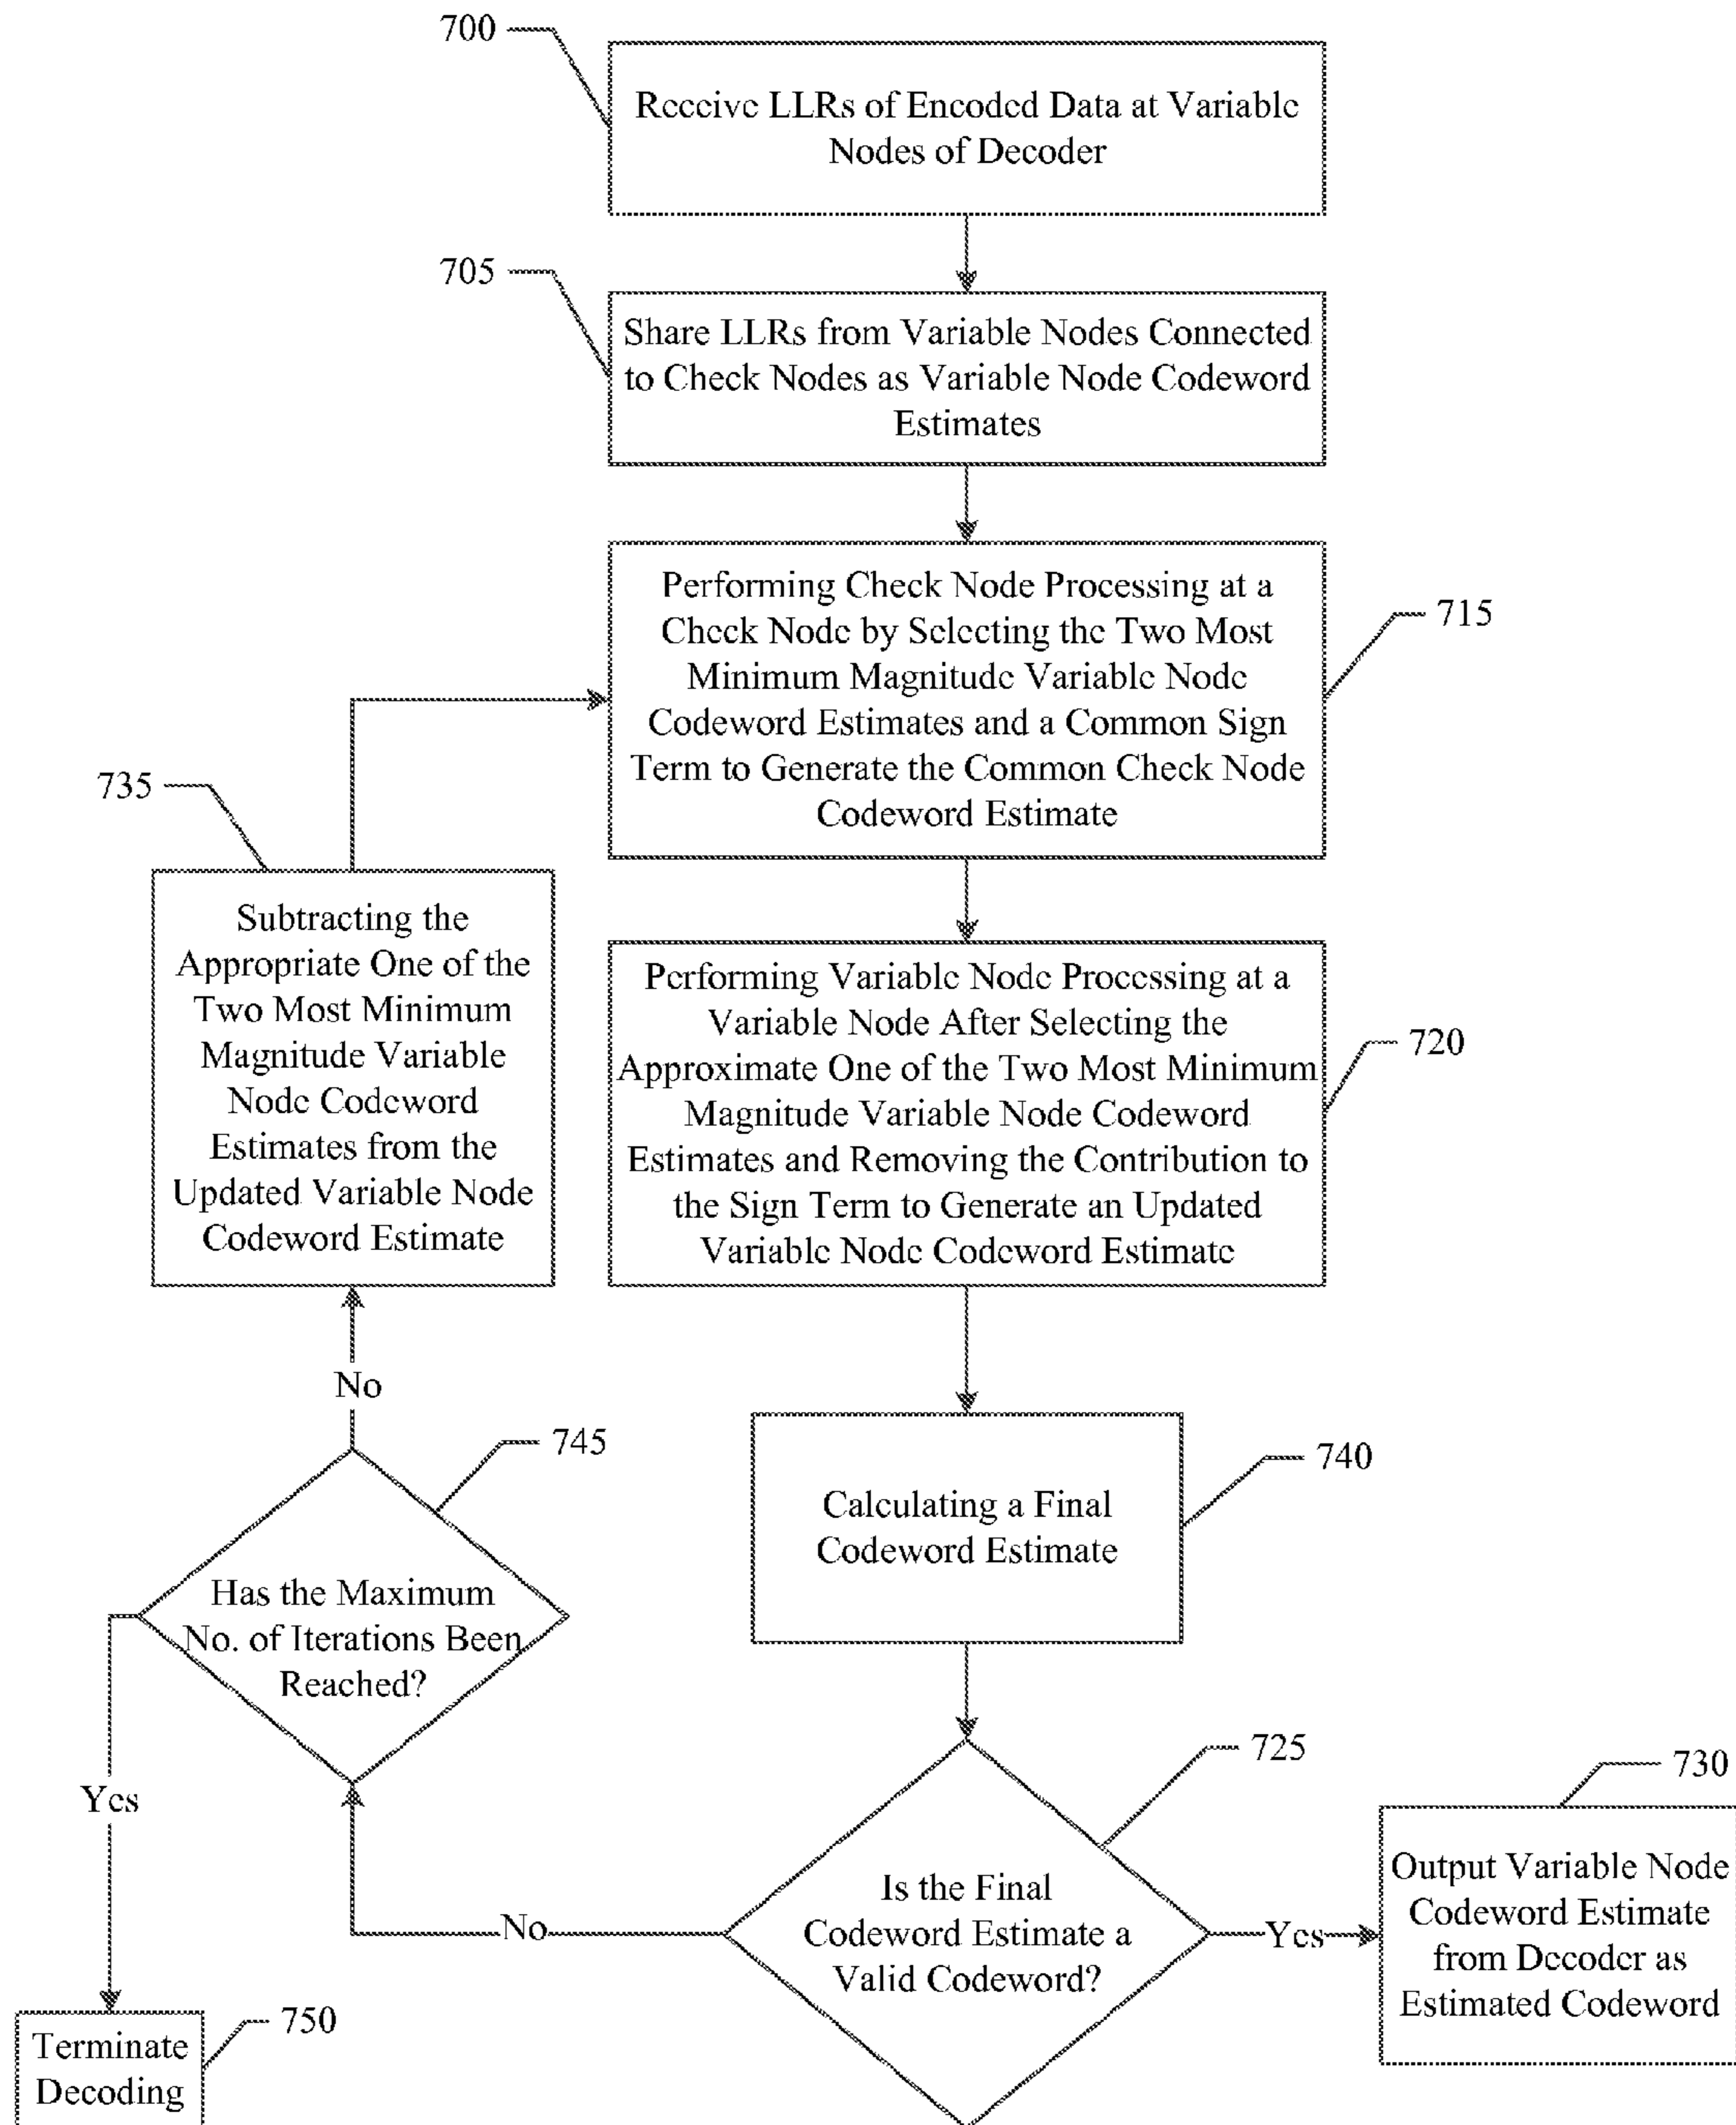 700
Receive LLRs of Encoded Data at Variable
Nodes of Decoder
705
Share LLRs from Variable Nodes Connected
to Check Nodes as Variable Node Codeword
Estimates
Performing Check Node Processing at a
Check Node by Selecting the Two Most
Minimum Magnitude Variable Node
Codeword Estimates and a Common Sign
Term to Generate the Common Check Node
Codeword Estimate
715
735
Subtracting the
Appropriate One of the
Two Most Minimum
Magnitude Variable
Node Codeword
Estimates from the
Updated Variable Node
Codeword Estimate
Performing Variable Node Processing at a
Variable Node After Selecting the
Approximate One of the Two Most Minimum
Magnitude Variable Node Codeword
Estimates and Removing the Contribution to
the Sign Term to Generate an Updated
Variable Node Codeword Estimate
720
No
745
Has the Maximum
No. of Iterations Been
Reached?
Calculating a Final
Codeword Estimate
740
Yes
725
Is the Final
Codeword Estimate a
Valid Codeword?
No
Yes
730
Output Variable Node
Codeword Estimate
from Decoder as
Estimated Codeword
Terminate
Decoding
750